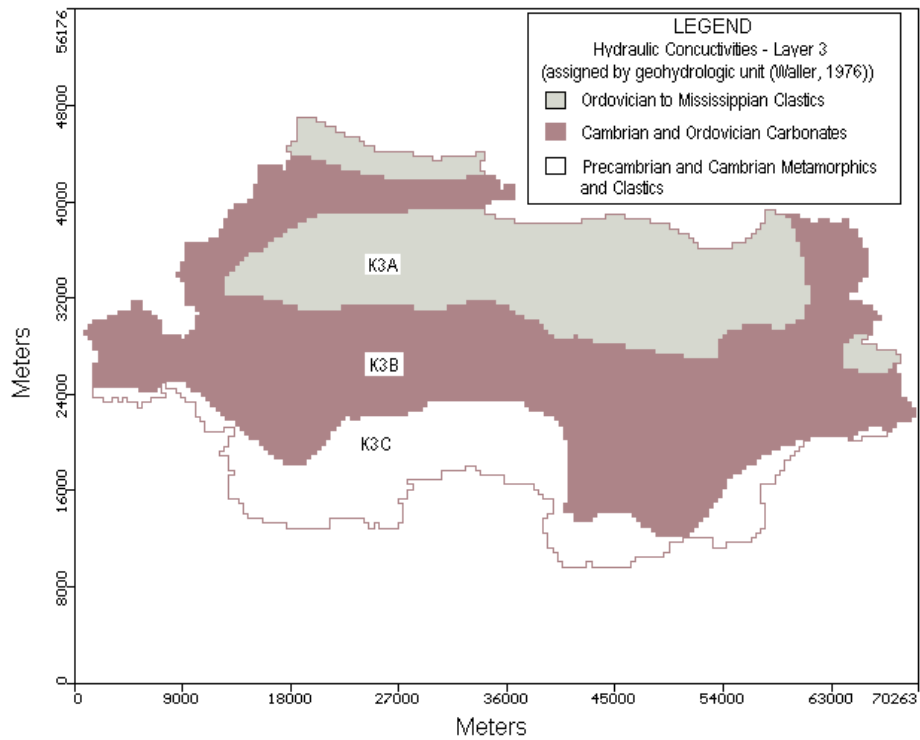 LEGEND
Hydraulic Concuctivities - Layer 3
(assigned by geohydrologic unit (Waller, 1976))
Ordovician to Mississippian Clastics
Cambrian and Ordovician Carbonates
Precambrian and Cambrian Metamorphics
and Clastics
56176
48000
40000
32000
24000
16000
8000
0
Meters
K3A
K3B
K3C
0 9000 18000 27000 36000 45000 54000 63000 70263
Meters